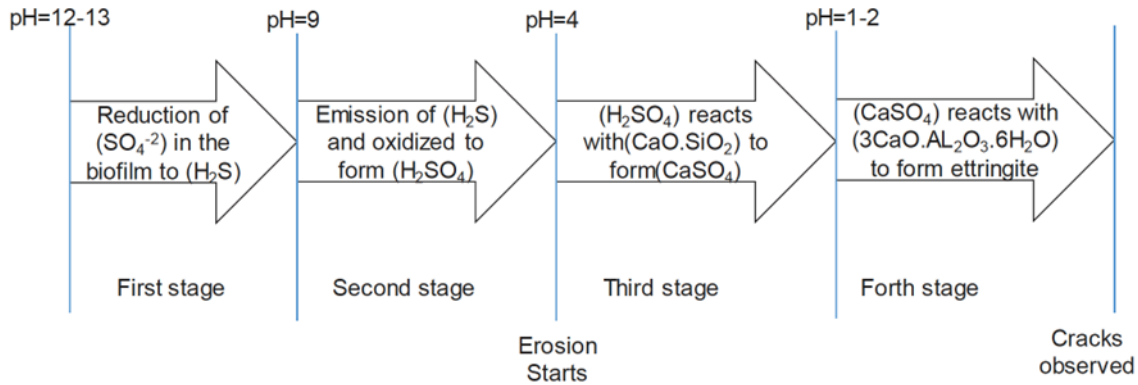 pH=12-13
pH=9
pH=4
pH=1-2
Reduction of
(SO₄⁻²) in the
biofilm to (H₂S)
Emission of (H₂S)
and oxidized to
form (H₂SO₄)
(H₂SO₄) reacts
with(CaO.SiO₂) to
form(CaSO₄)
(CaSO₄) reacts with
(3CaO.AL₂O₃.6H₂O)
to form ettringite
First stage
Second stage
Third stage
Forth stage
Erosion
Starts
Cracks
observed